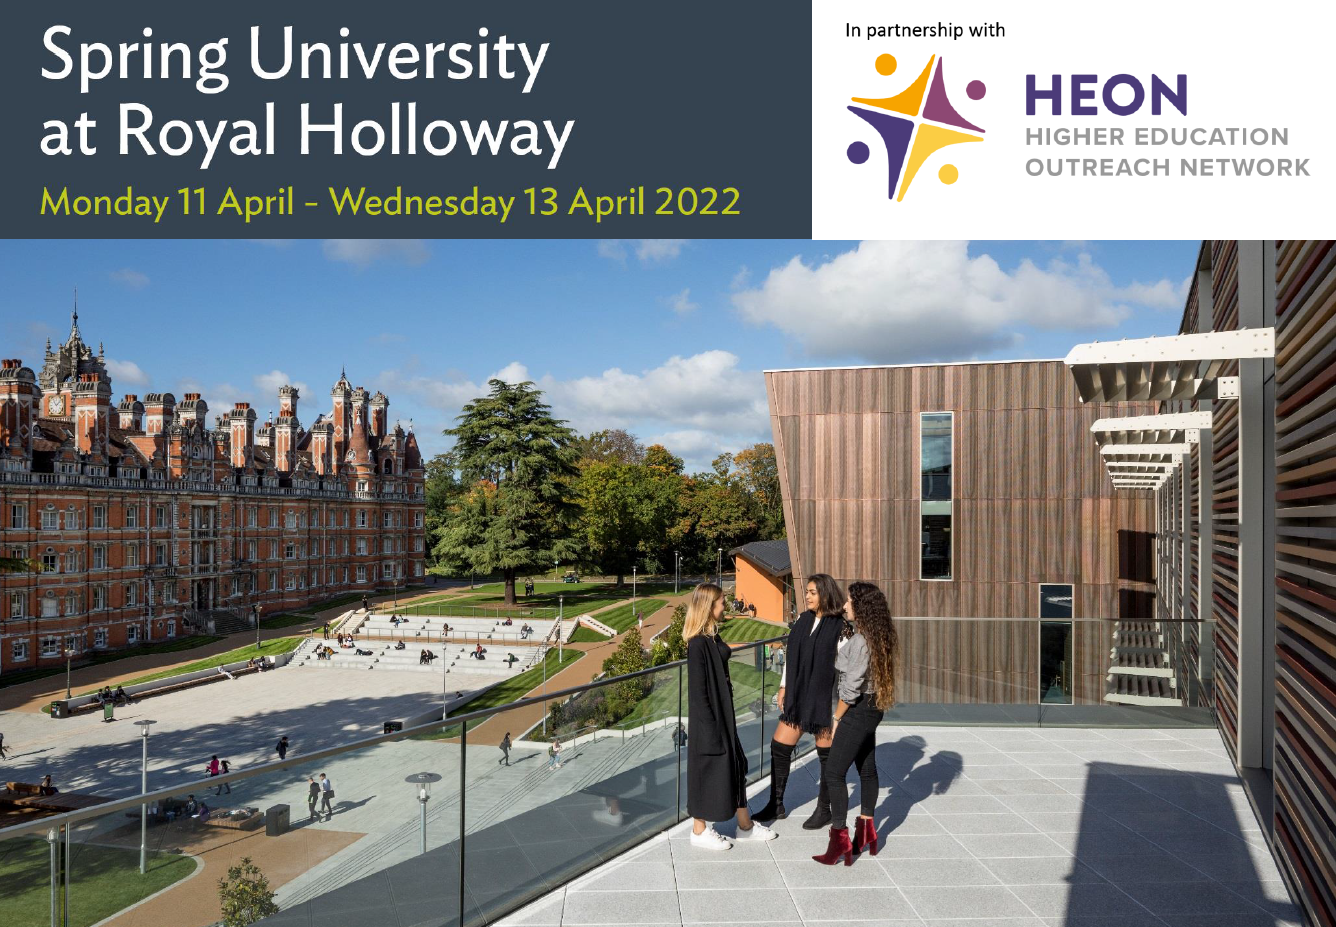 Spring University
at Royal Holloway
Monday 11 April - Wednesday 13 April 2022
In partnership with
HEON
HIGHER EDUCATION
OUTREACH NETWORK